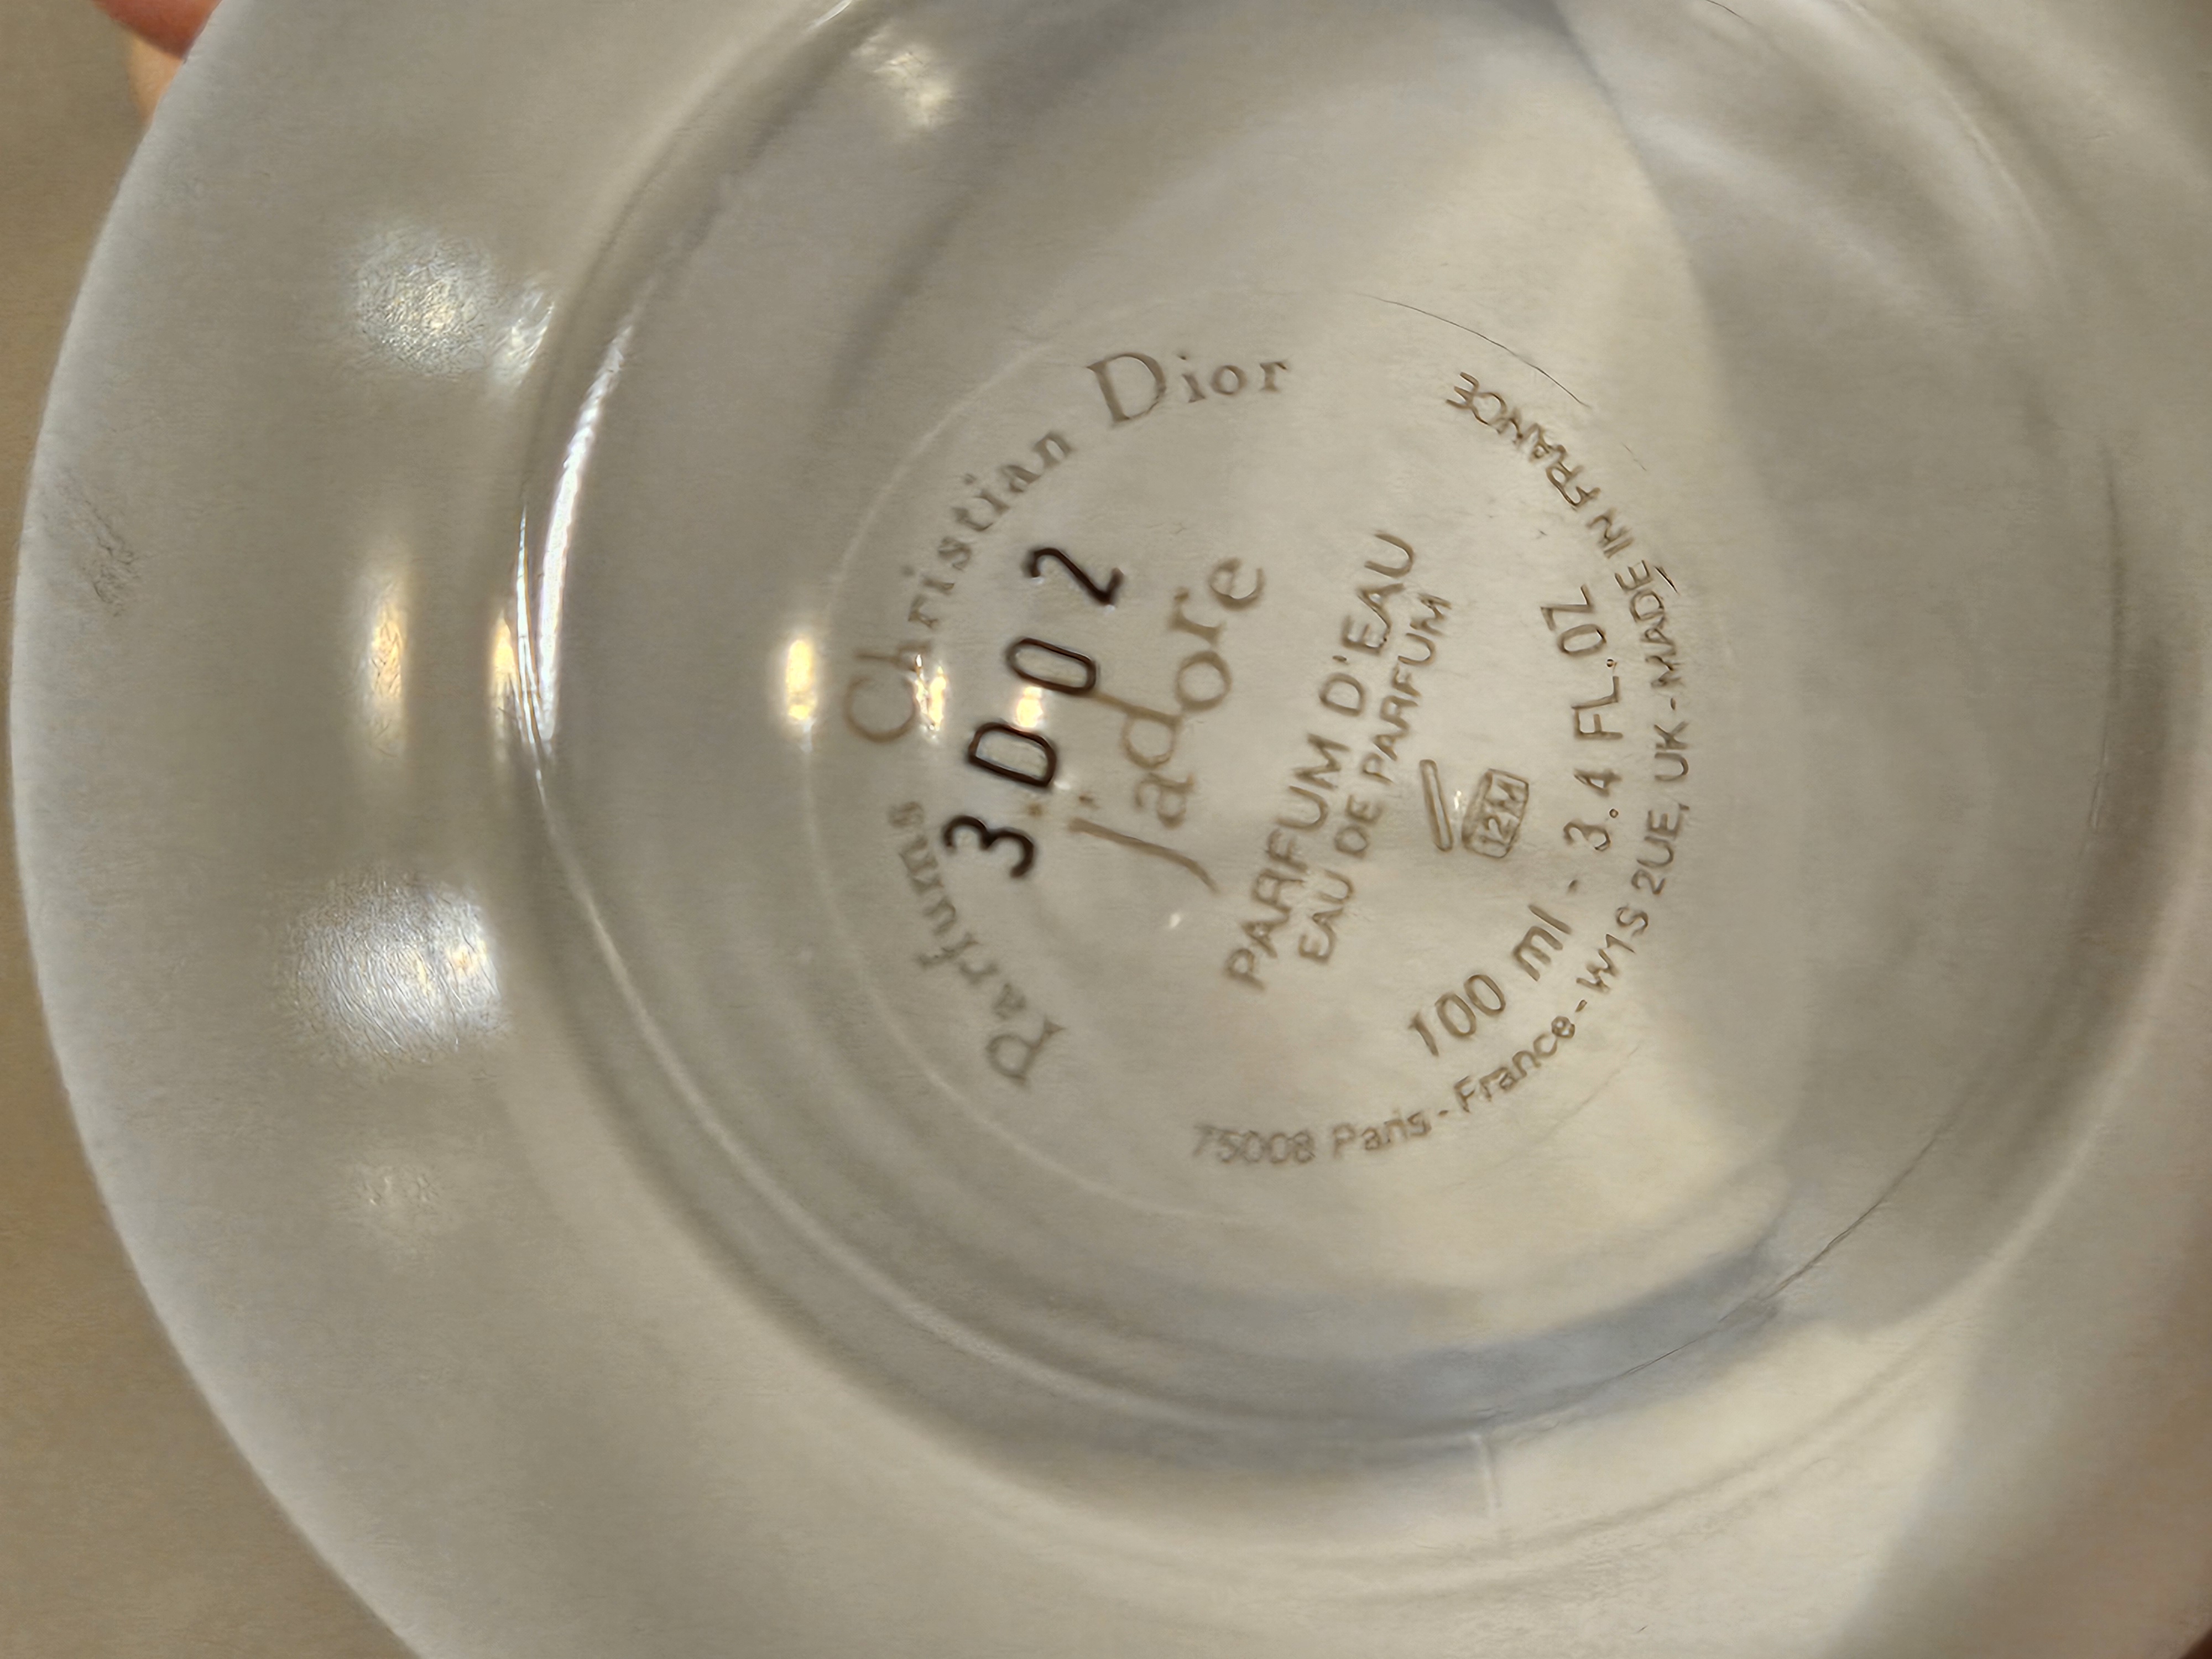 Parfums Christian Dior
3D02
j'adore
PARFUM D'EAU
EAU DE PARFUM
12M
100 ml - 3.4 FL. OZ
75008 Paris - France - W1S 2UE, UK - MADE IN FRANCE